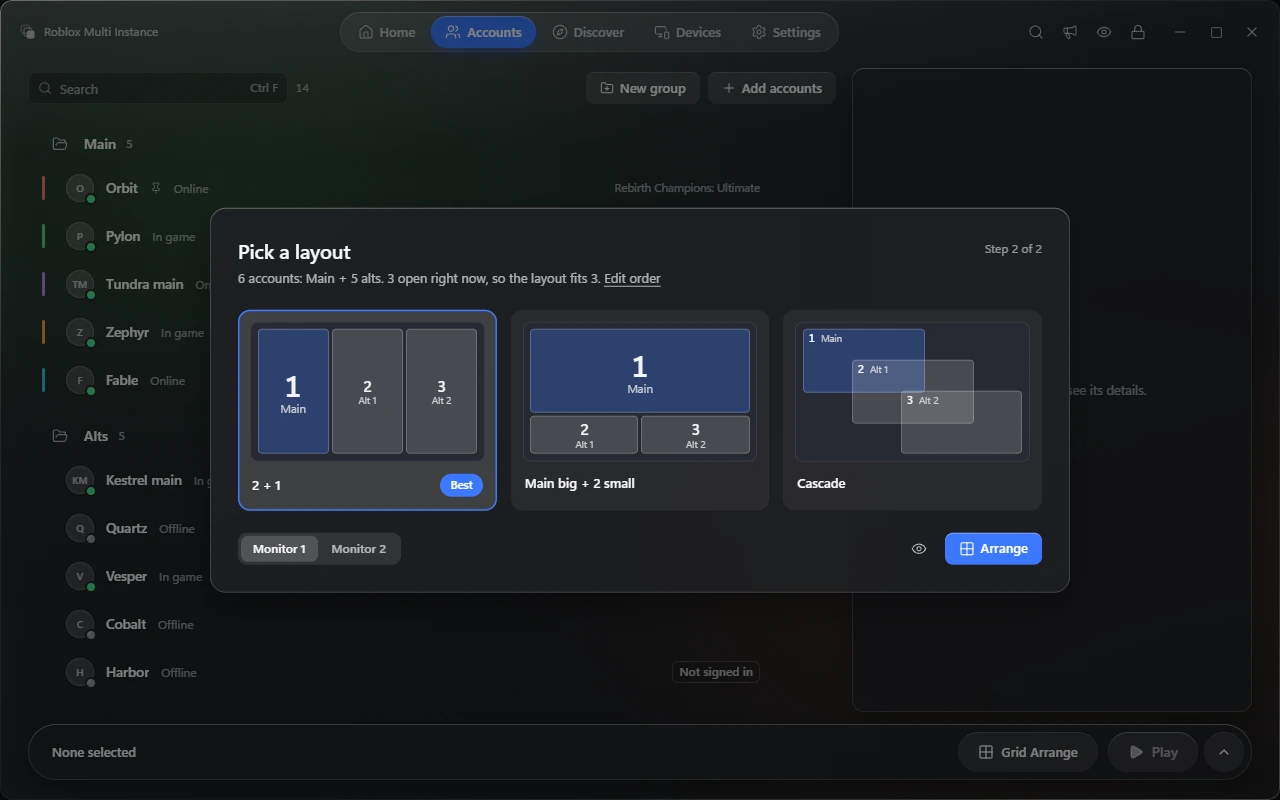 Roblox Multi Instance
Home
Accounts
Discover
Devices
Settings
Search
Ctrl F
14
New group
Add accounts
Main 5
O Orbit Online
Rebirth Champions: Ultimate
P Pylon In game
TM Tundra main On
Z Zephyr In game
F Fable Online
Alts 5
KM Kestrel main In g
Q Quartz Offline
V Vesper In game
C Cobalt Offline
H Harbor Offline
Not signed in
see its details.
Pick a layout
Step 2 of 2
6 accounts: Main + 5 alts. 3 open right now, so the layout fits 3. Edit order
1
Main
2
Alt 1
3
Alt 2
2 + 1
Best
1
Main
2
Alt 1
3
Alt 2
Main big + 2 small
1 Main
2 Alt 1
3 Alt 2
Cascade
Monitor 1
Monitor 2
Arrange
None selected
Grid Arrange
Play